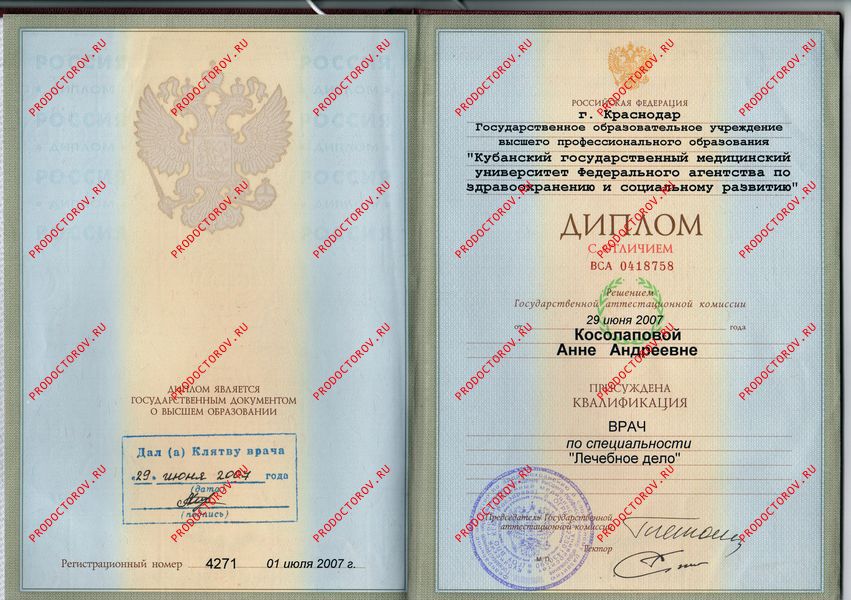 ДИПЛОМ ЯВЛЯЕТСЯ
ГОСУДАРСТВЕННЫМ ДОКУМЕНТОМ
О ВЫСШЕМ ОБРАЗОВАНИИ
Дал (а) Клятву врача
«29» июня 2007 года
(дата)
(подпись)
Регистрационный номер 4271 01 июля 2007 г.
РОССИЙСКАЯ ФЕДЕРАЦИЯ
г. Краснодар
Государственное образовательное учреждение
высшего профессионального образования
"Кубанский государственный медицинский
университет Федерального агентства по
здравоохранению и социальному развитию"
ДИПЛОМ
С ОТЛИЧИЕМ
ВСА 0418758
Решением
Государственной аттестационной комиссии
от 29 июня 2007 года
Косолаповой
Анне Андреевне
ПРИСУЖДЕНА
КВАЛИФИКАЦИЯ
ВРАЧ
по специальности
"Лечебное дело"
Председатель Государственной
аттестационной комиссии
Ректор
М.П.
PRODOCTOROV.RU